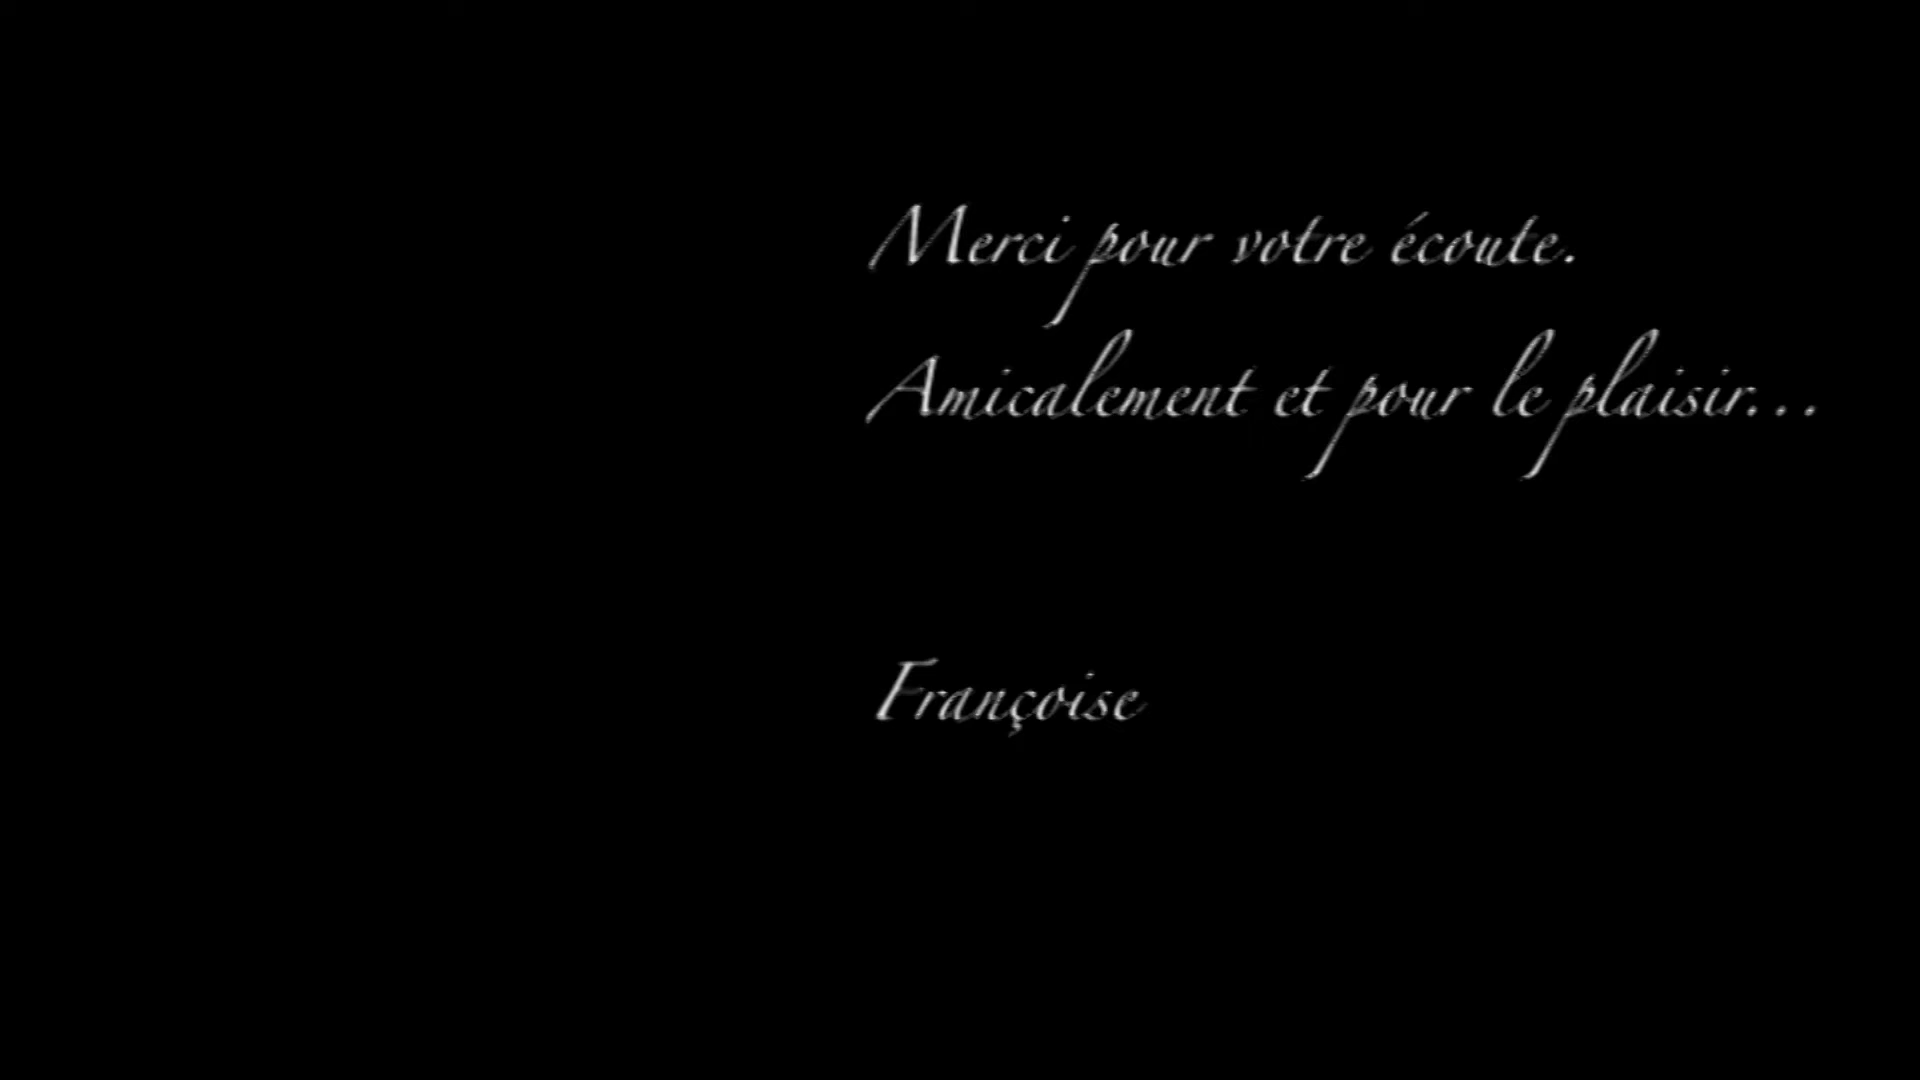 Merci pour votre écoute.
Amicalement et pour le plaisir...
Françoise